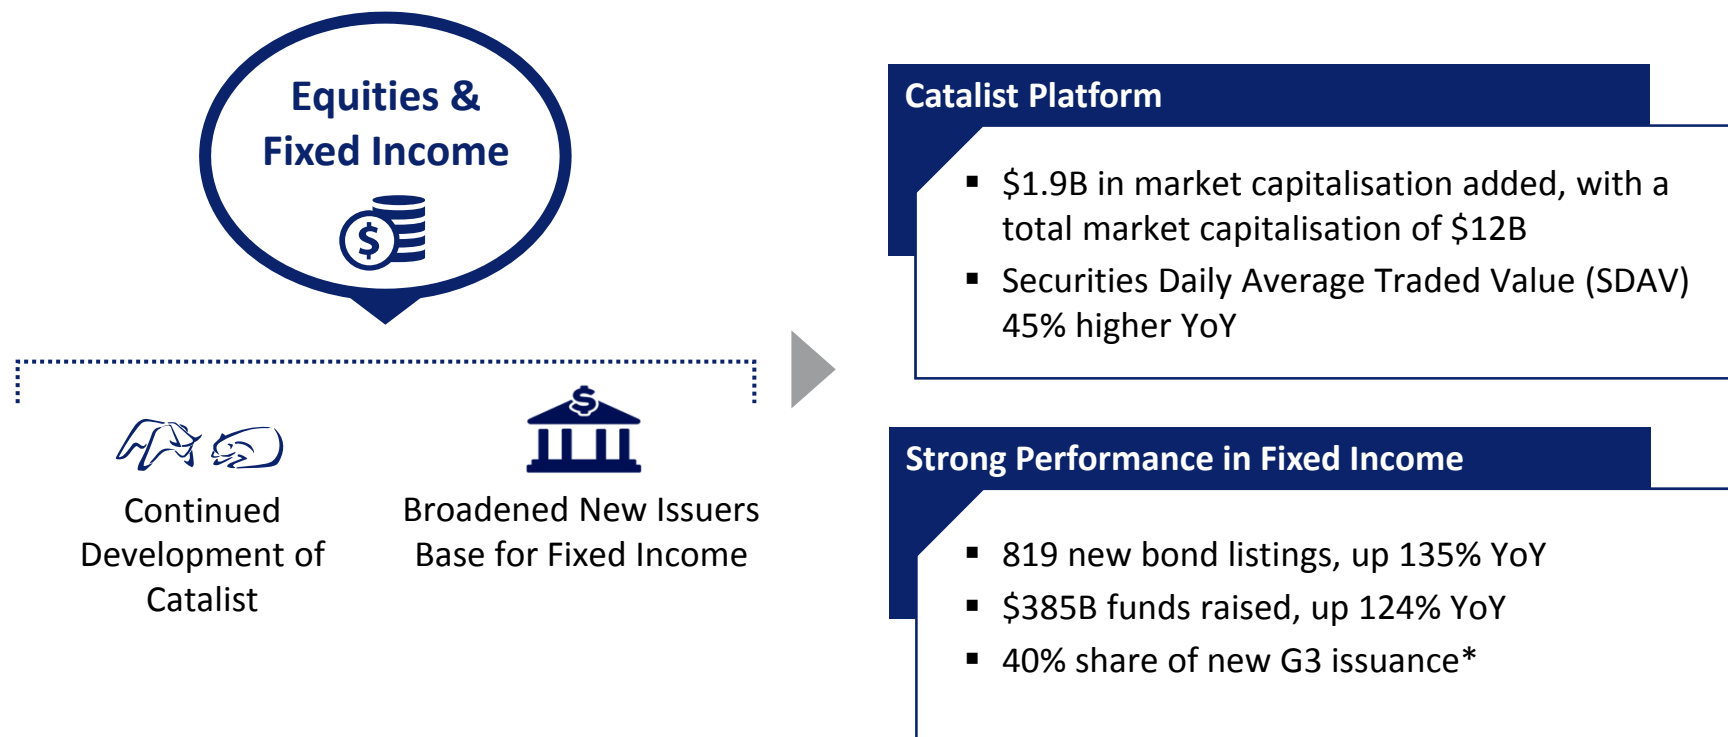 Equities &
Fixed Income
$
Continued
Development of
Catalist
$
Broadened New Issuers
Base for Fixed Income
Catalist Platform
▪ $1.9B in market capitalisation added, with a
total market capitalisation of $12B
▪ Securities Daily Average Traded Value (SDAV)
45% higher YoY
Strong Performance in Fixed Income
▪ 819 new bond listings, up 135% YoY
▪ $385B funds raised, up 124% YoY
▪ 40% share of new G3 issuance*